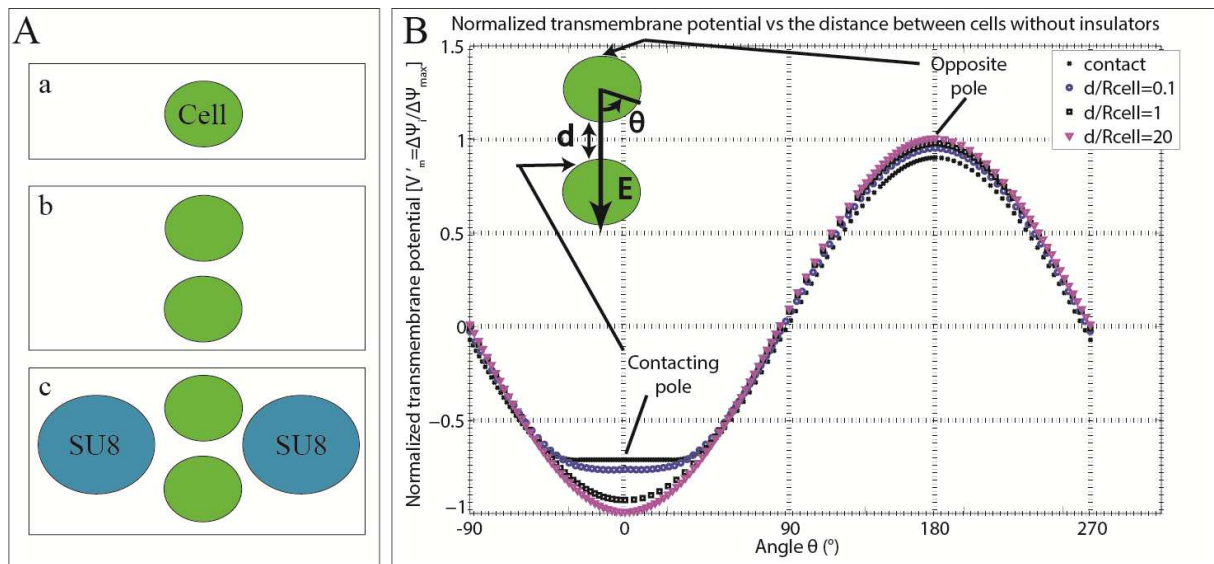 A
a
Cell
b
c
SU8
SU8
B
Normalized transmembrane potential vs the distance between cells without insulators
Normalized transmembrane potential [V'm=ΔΨi/ΔΨmax]
1.5
1
0.5
0
−0.5
−1
-90
0
90
180
270
Angle θ (°)
contact
d/Rcell=0.1
d/Rcell=1
d/Rcell=20
Opposite
pole
θ
d
E
Contacting
pole